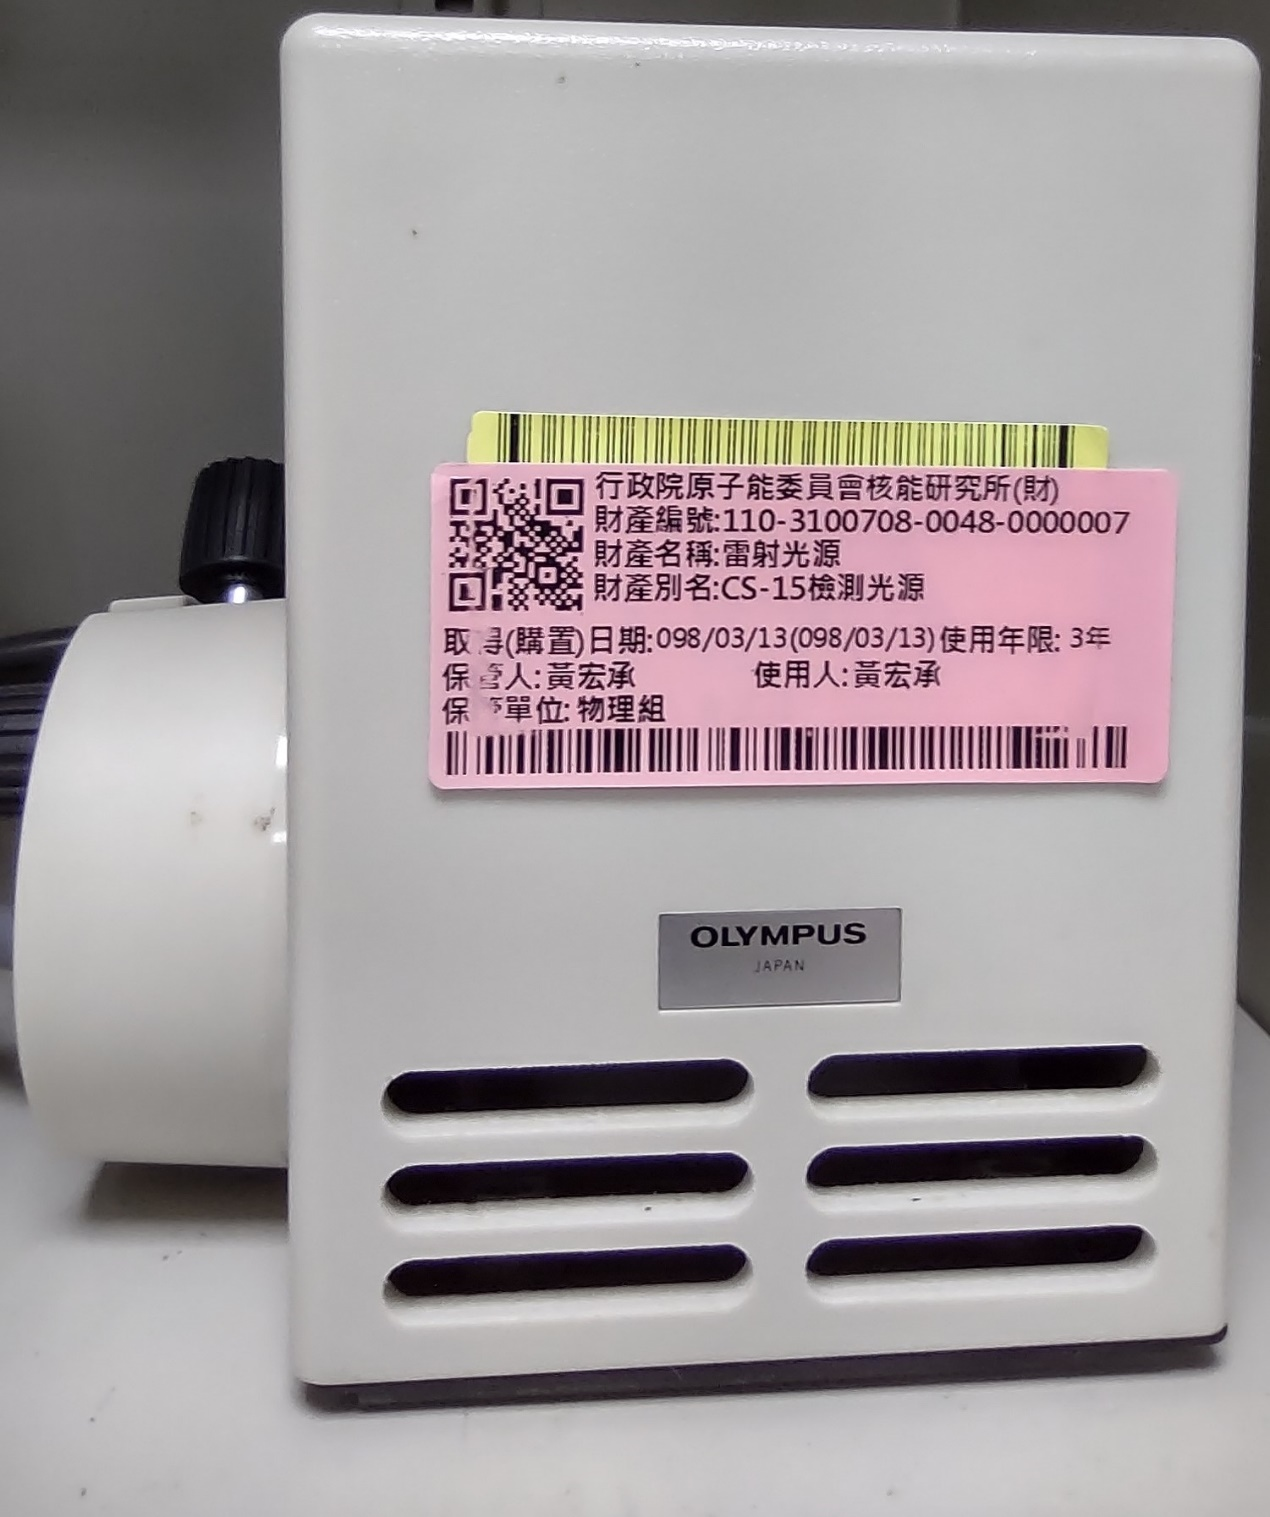 行政院原子能委員會核能研究所(財)
財產編號:110-3100708-0048-0000007
財產名稱:雷射光源
財產別名:CS-15檢測光源
取得(購置)日期:098/03/13(098/03/13)使用年限: 3年
保管人:黃宏承 使用人:黃宏承
保管單位: 物理組
OLYMPUS
JAPAN